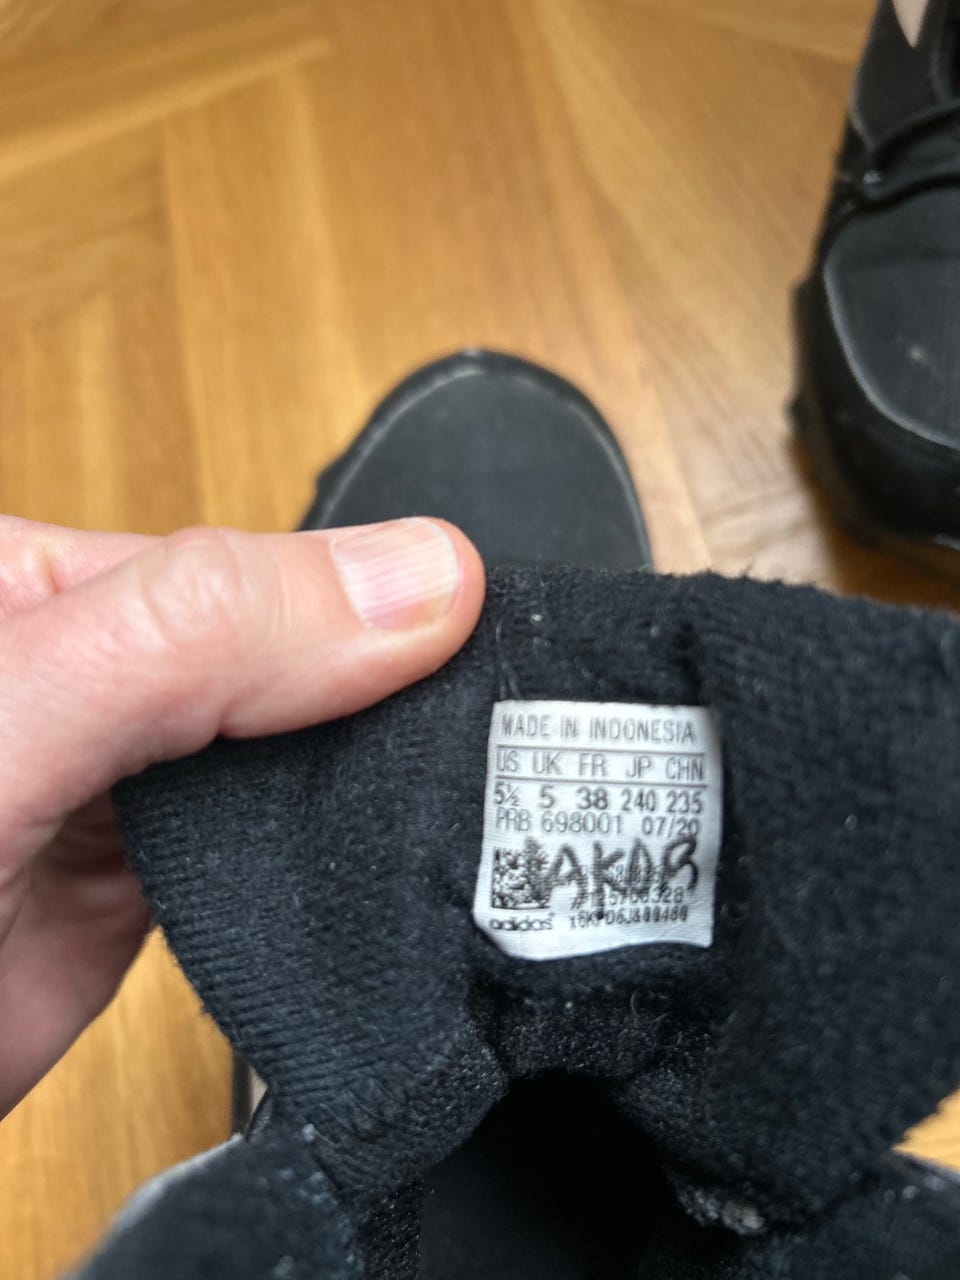 MADE IN INDONESIA
US UK FR JP CHN
5½ 5 38 240 235
PRB 698001 07/20
JAKOB
adidas